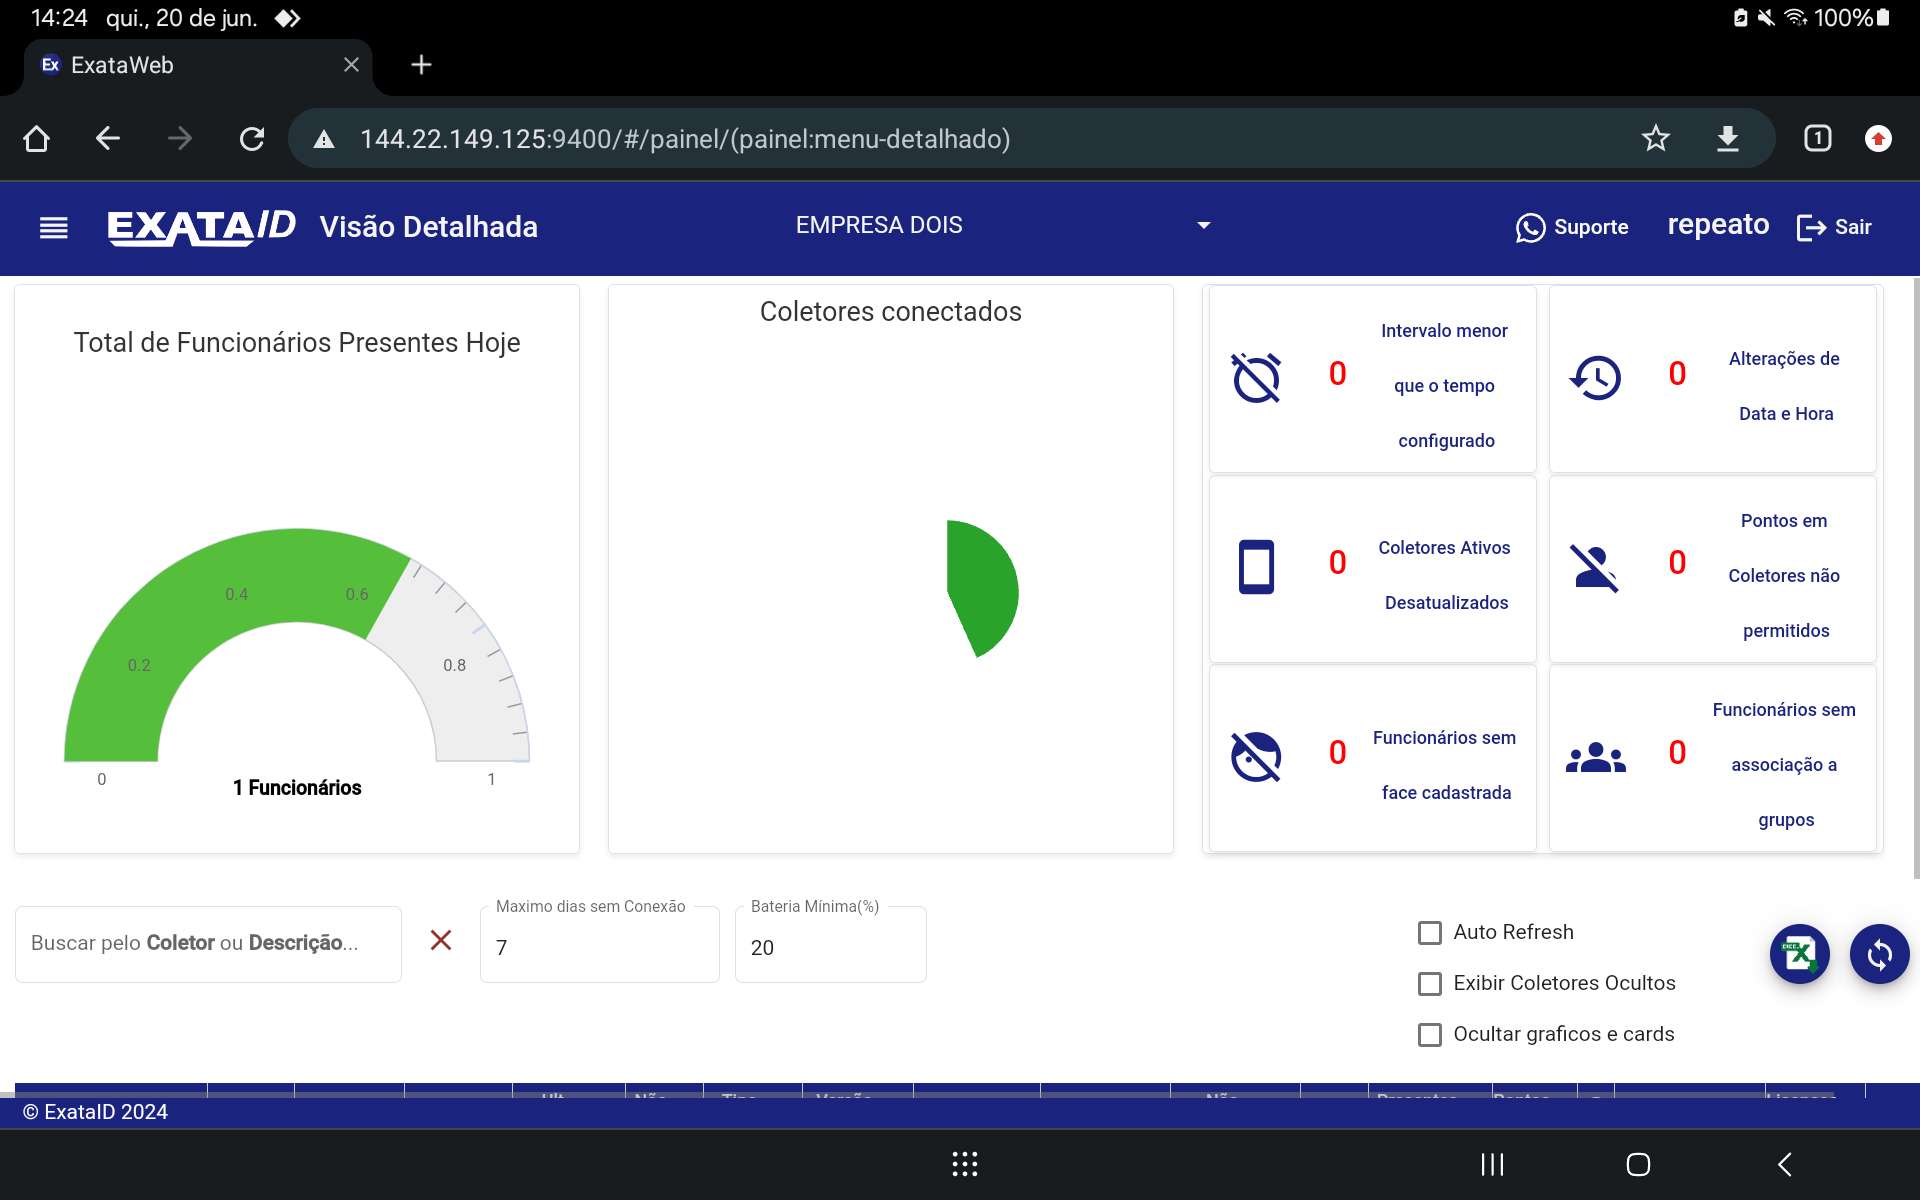 14:24 qui., 20 de jun.
100%
Ex ExataWeb
144.22.149.125:9400/#/painel/(painel:menu-detalhado)
1
EXATAID Visão Detalhada
EMPRESA DOIS
Suporte
repeato
Sair
Total de Funcionários Presentes Hoje
0
0.2
0.4
0.6
0.8
1
1 Funcionários
Coletores conectados
0
Intervalo menor
que o tempo
configurado
0
Alterações de
Data e Hora
0
Coletores Ativos
Desatualizados
0
Pontos em
Coletores não
permitidos
0
Funcionários sem
face cadastrada
0
Funcionários sem
associação a
grupos
Buscar pelo Coletor ou Descrição...
Maximo dias sem Conexão
7
Bateria Mínima(%)
20
Auto Refresh
Exibir Coletores Ocultos
Ocultar graficos e cards
© ExataID 2024